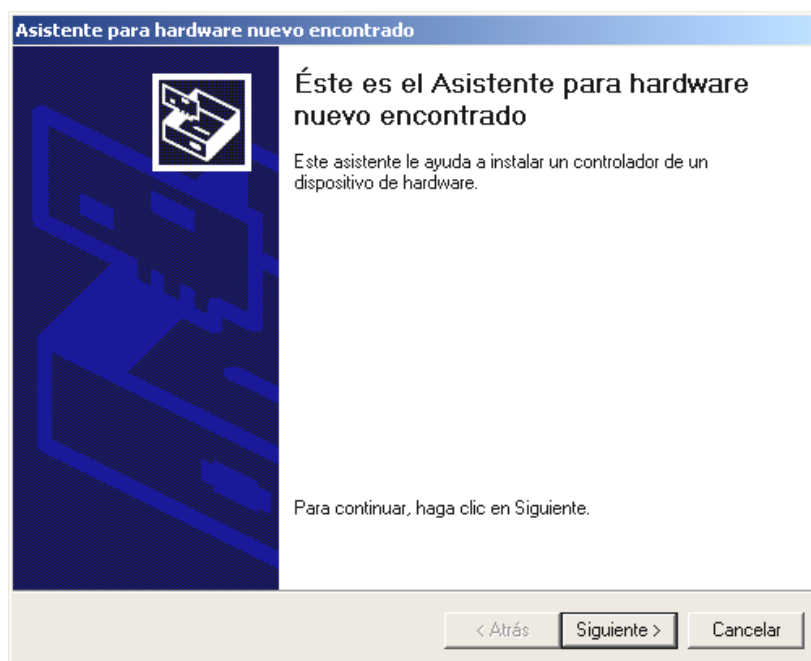 Asistente para hardware nuevo encontrado
Éste es el Asistente para hardware
nuevo encontrado
Este asistente le ayuda a instalar un controlador de un
dispositivo de hardware.
Para continuar, haga clic en Siguiente.
< Atrás
Siguiente >
Cancelar